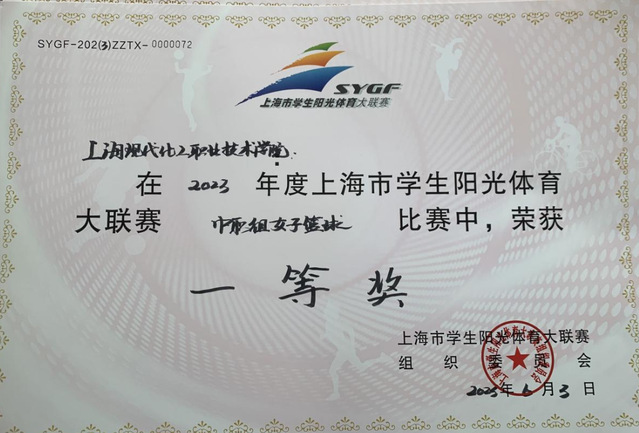 SYGF-202(3)ZZTX-0000072
SYGF
上海市学生阳光体育大联赛
上海现代化工职业技术学院
在 2023 年度上海市学生阳光体育
大联赛 中职组女子篮球 比赛中，荣获
一等奖
上海市学生阳光体育大联赛
组织委员会
2023年6月3日